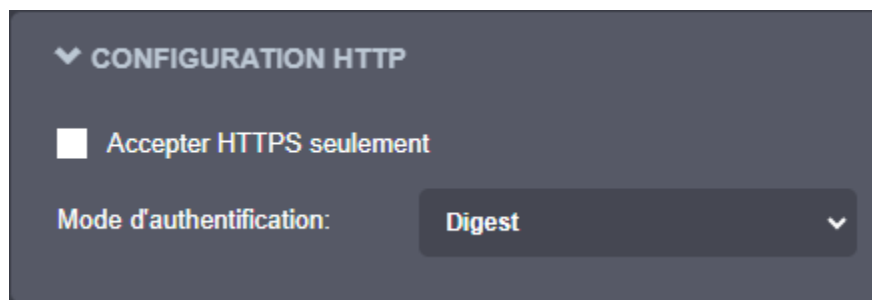 CONFIGURATION HTTP
Accepter HTTPS seulement
Mode d'authentification: Digest